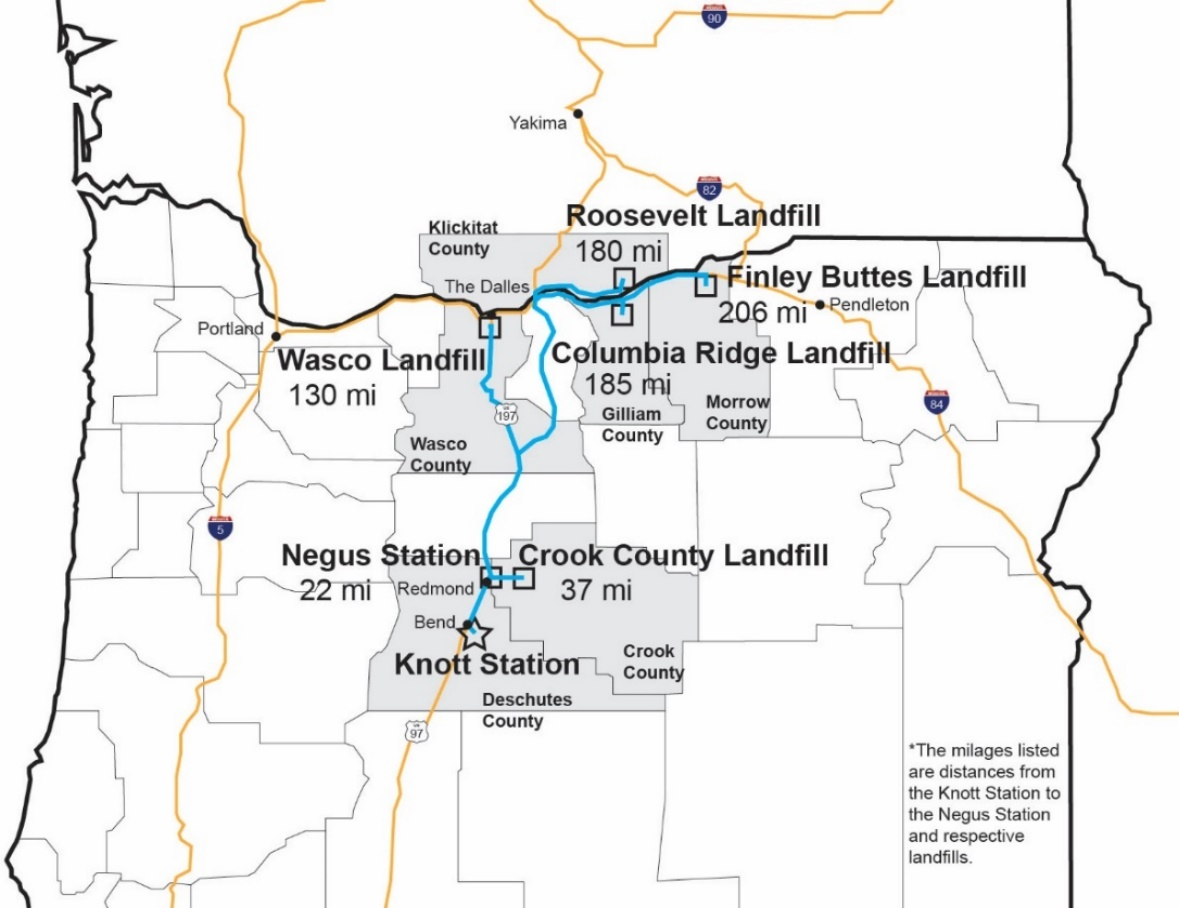 90
Yakima
82
Roosevelt Landfill
180 mi
Klickitat
County
The Dalles
Finley Buttes Landfill
206 mi
Pendleton
Portland
Wasco Landfill
130 mi
Columbia Ridge Landfill
185 mi
Gilliam
County
Morrow
County
84
US
197
Wasco
County
5
Negus Station
22 mi
Redmond
Crook County Landfill
37 mi
Bend
Knott Station
Crook
County
Deschutes
County
US
97
*The milages listed
are distances from
the Knott Station to
the Negus Station
and respective
landfills.